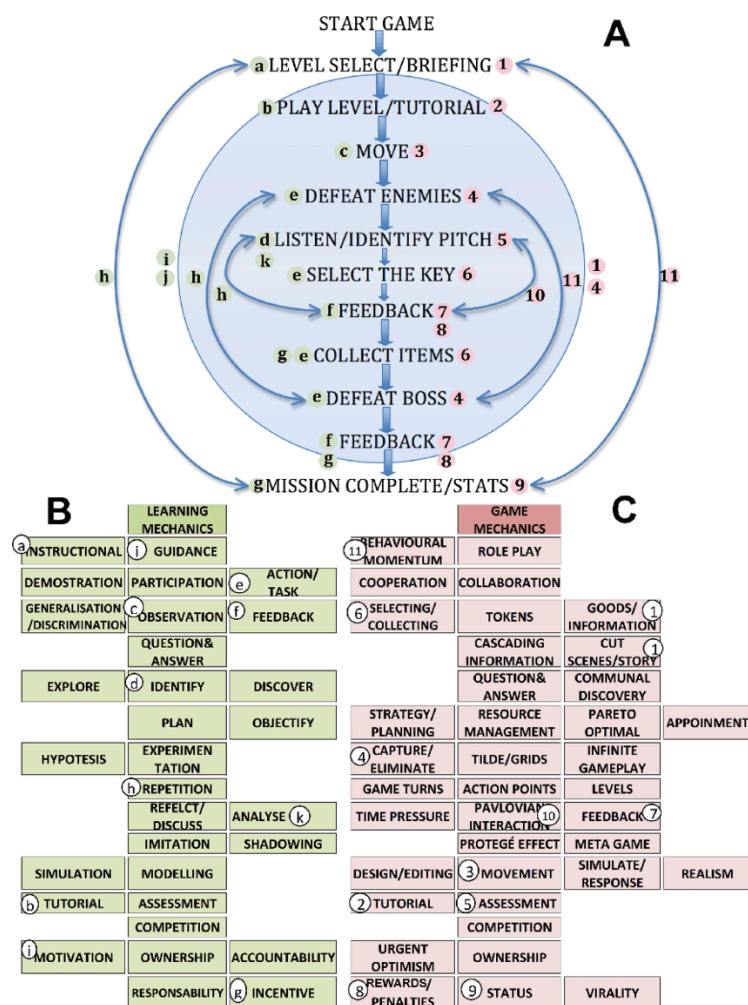 START GAME
A
a LEVEL SELECT/BRIEFING 1
b PLAY LEVEL/TUTORIAL 2
c MOVE 3
e DEFEAT ENEMIES 4
d LISTEN/IDENTIFY PITCH 5
i k 1
h j h e SELECT THE KEY 6 11 4 11
h 10
f FEEDBACK 7
8
g e COLLECT ITEMS 6
e DEFEAT BOSS 4
f FEEDBACK 7
g 8
g MISSION COMPLETE/STATS 9
B
LEARNING
MECHANICS
a INSTRUCTIONAL i GUIDANCE
DEMOSTRATION PARTICIPATION e ACTION/
TASK
GENERALISATION
/DISCRIMINATION c OBSERVATION f FEEDBACK
QUESTION&
ANSWER
EXPLORE d IDENTIFY DISCOVER
PLAN OBJECTIFY
HYPOTESIS EXPERIMEN
TATION
h REPETITION
REFELCT/
DISCUSS ANALYSE k
IMITATION SHADOWING
SIMULATION MODELLING
b TUTORIAL ASSESSMENT
COMPETITION
i MOTIVATION OWNERSHIP ACCOUNTABILITY
RESPONSABILITY g INCENTIVE
C
GAME
MECHANICS
11 BEHAVIOURAL
MOMENTUM ROLE PLAY
COOPERATION COLLABORATION
6 SELECTING/
COLLECTING TOKENS GOODS/
INFORMATION 1
CASCADING
INFORMATION CUT
SCENES/STORY 1
QUESTION&
ANSWER COMMUNAL
DISCOVERY
STRATEGY/
PLANNING RESOURCE
MANAGEMENT PARETO
OPTIMAL APPOINMENT
4 CAPTURE/
ELIMINATE TILDE/GRIDS INFINITE
GAMEPLAY
GAME TURNS ACTION POINTS LEVELS
TIME PRESSURE PAVLOVIAN
INTERACTION 10 FEEDBACK 7
PROTEGÉ EFFECT META GAME
DESIGN/EDITING 3 MOVEMENT SIMULATE/
RESPONSE REALISM
2 TUTORIAL 5 ASSESSMENT
COMPETITION
URGENT
OPTIMISM OWNERSHIP
8 REWARDS/
PENALTIES 9 STATUS VIRALITY